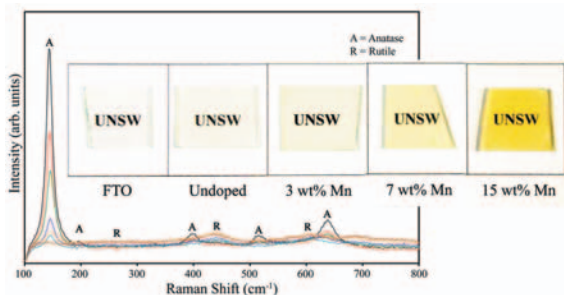 A = Anatase
R = Rutile
A
UNSW
UNSW
UNSW
UNSW
UNSW
FTO
Undoped
3 wt% Mn
7 wt% Mn
15 wt% Mn
A
R
A
R
A
R
A
Intensity (arb. units)
100
200
300
400
500
600
700
800
Raman Shift (cm⁻¹)